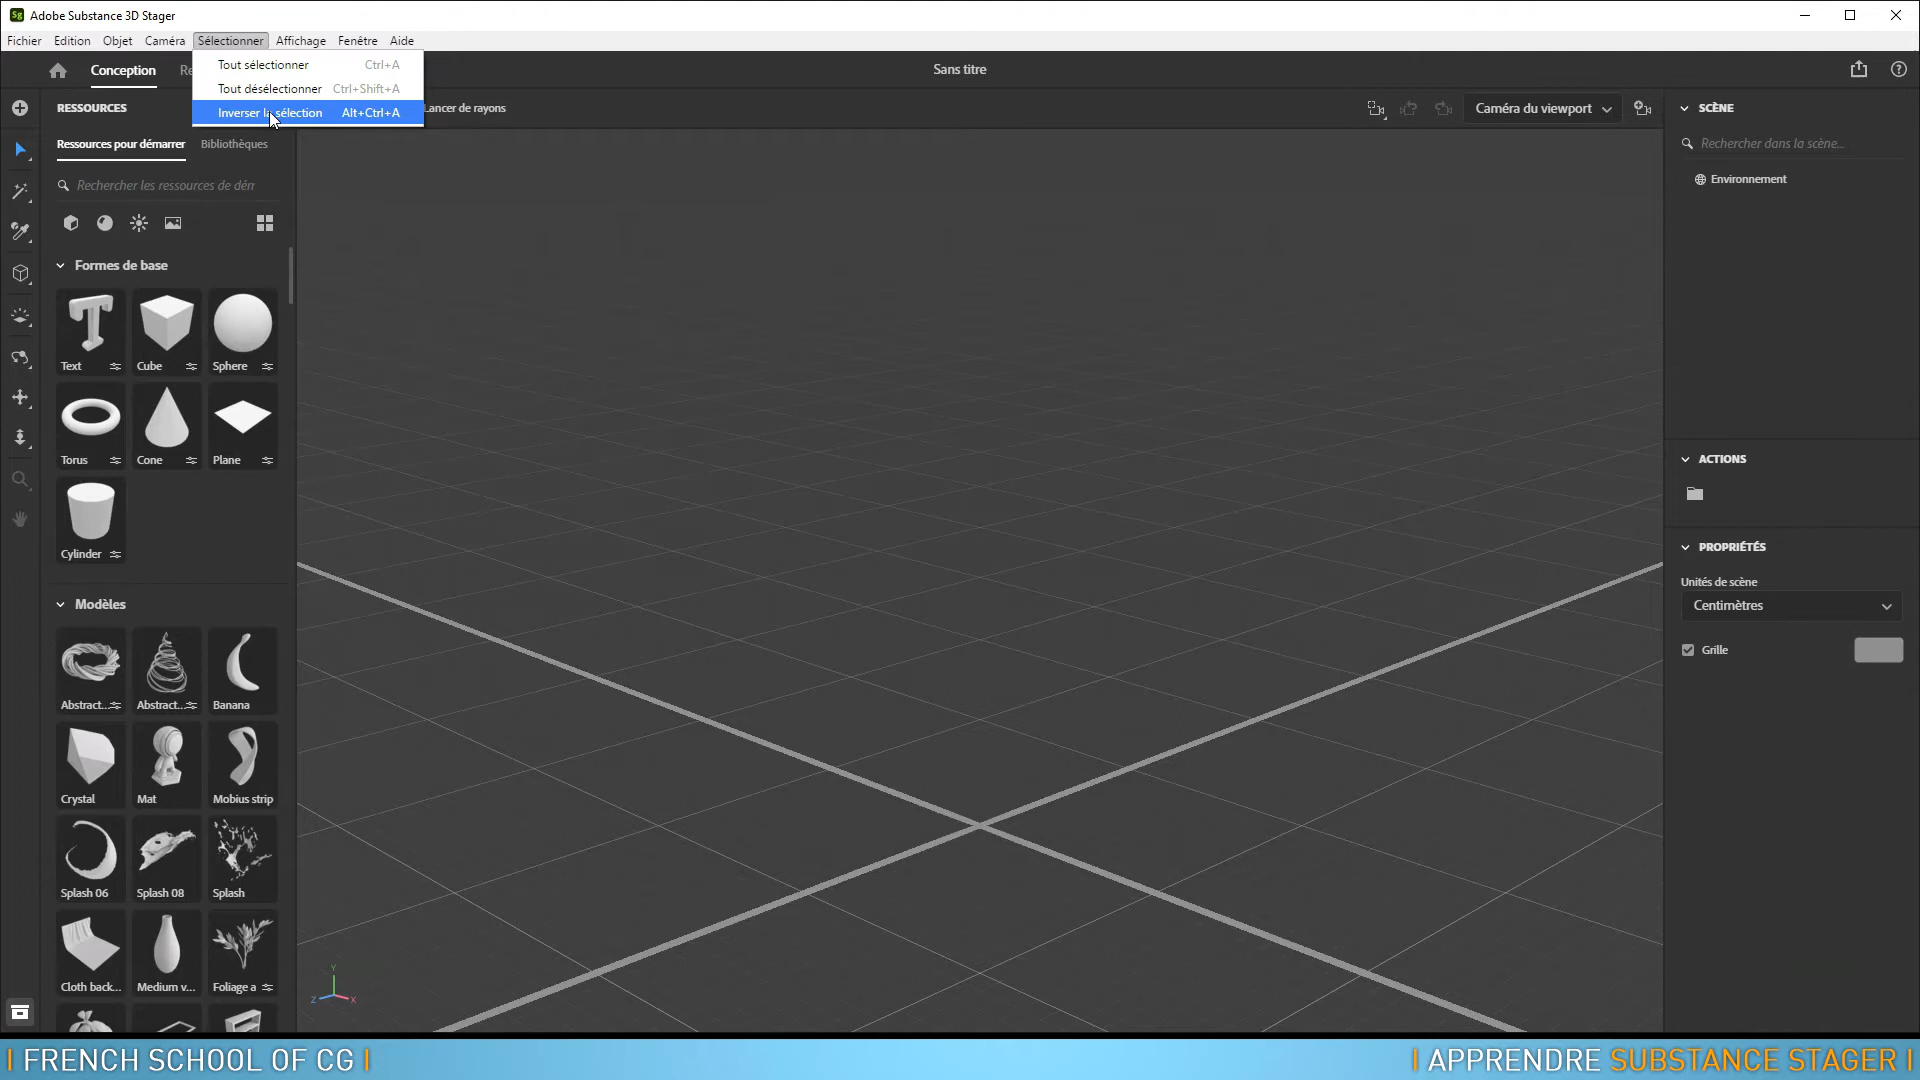 Sg Adobe Substance 3D Stager
Fichier Edition Objet Caméra Sélectionner Affichage Fenêtre Aide
Tout sélectionner Ctrl+A
Tout désélectionner Ctrl+Shift+A
Inverser la sélection Alt+Ctrl+A
Conception Re
Sans titre
RESSOURCES
Lancer de rayons
Caméra du viewport
Ressources pour démarrer Bibliothèques
Rechercher les ressources de dém
Formes de base
Text Cube Sphere
Torus Cone Plane
Cylinder
Modèles
Abstract... Abstract... Banana
Crystal Mat Mobius strip
Splash 06 Splash 08 Splash
Cloth back... Medium v... Foliage a
Y
Z X
SCÈNE
Rechercher dans la scène...
Environnement
ACTIONS
PROPRIÉTÉS
Unités de scène
Centimètres
Grille
| FRENCH SCHOOL OF CG |
| APPRENDRE SUBSTANCE STAGER |